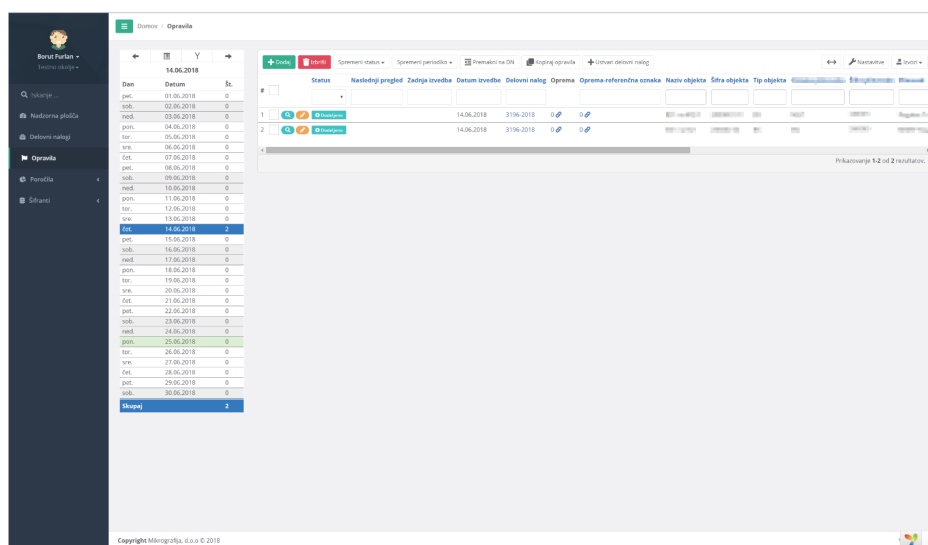 Borut Furlan
Testno okolje
Iskanje ...
Nadzorna plošča
Delovni nalogi
Opravila
Poročila
Šifranti
Domov / Opravila
14.06.2018
Dan Datum Št.
pet. 01.06.2018 0
sob. 02.06.2018 0
ned. 03.06.2018 0
pon. 04.06.2018 0
tor. 05.06.2018 0
sre. 06.06.2018 0
čet. 07.06.2018 0
pet. 08.06.2018 0
sob. 09.06.2018 0
ned. 10.06.2018 0
pon. 11.06.2018 0
tor. 12.06.2018 0
sre. 13.06.2018 0
čet. 14.06.2018 2
pet. 15.06.2018 0
sob. 16.06.2018 0
ned. 17.06.2018 0
pon. 18.06.2018 0
tor. 19.06.2018 0
sre. 20.06.2018 0
čet. 21.06.2018 0
pet. 22.06.2018 0
sob. 23.06.2018 0
ned. 24.06.2018 0
pon. 25.06.2018 0
tor. 26.06.2018 0
sre. 27.06.2018 0
čet. 28.06.2018 0
pet. 29.06.2018 0
sob. 30.06.2018 0
Skupaj 2
Dodaj Izbriši Spremeni status Spremeni periodiko Premakni na ON Kopiraj opravila Ustvari delovni nalog Nastavitve Izvozi
# Status Naslednji pregled Zadnja izvedba Datum izvedbe Delovni nalog Oprema Oprema-referenčna oznaka Naziv objekta Šifra objekta Tip objekta
1 Dodeljeno 14.06.2018 3196-2018 0 0
2 Dodeljeno 14.06.2018 3196-2018 0 0
Prikazovanje 1-2 od 2 rezultatov.
Copyright Mikrografija, d.o.o © 2018